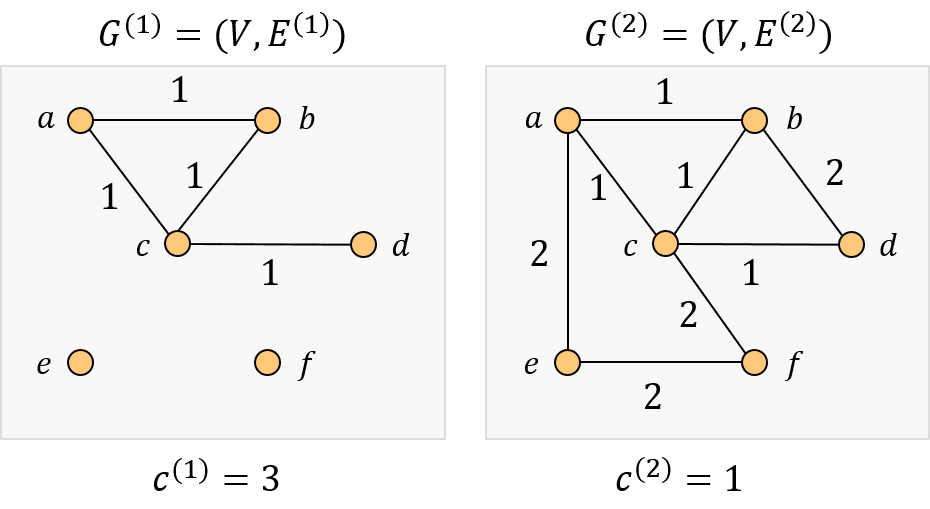 G⁽¹⁾ = (V, E⁽¹⁾)
a 1 b
1 1
c d
1
e f
c⁽¹⁾ = 3
G⁽²⁾ = (V, E⁽²⁾)
a 1 b
1 1 2
c d
2 1
2
e f
2
c⁽²⁾ = 1